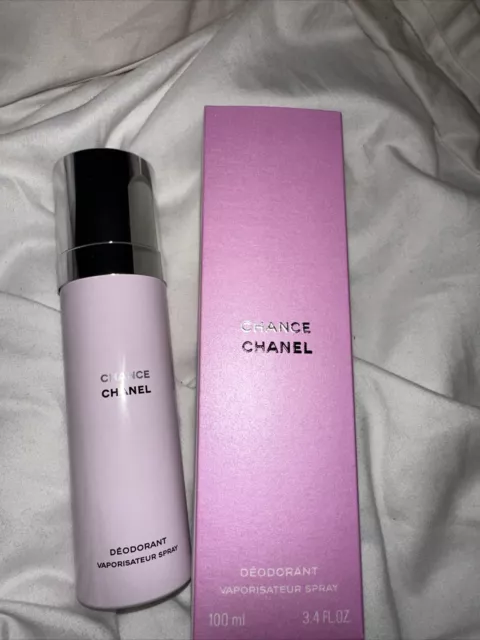 CHANCE
CHANEL
DÉODORANT
VAPORISATEUR SPRAY
CHANCE
CHANEL
DÉODORANT
VAPORISATEUR SPRAY
100 ml 3.4 FL.OZ